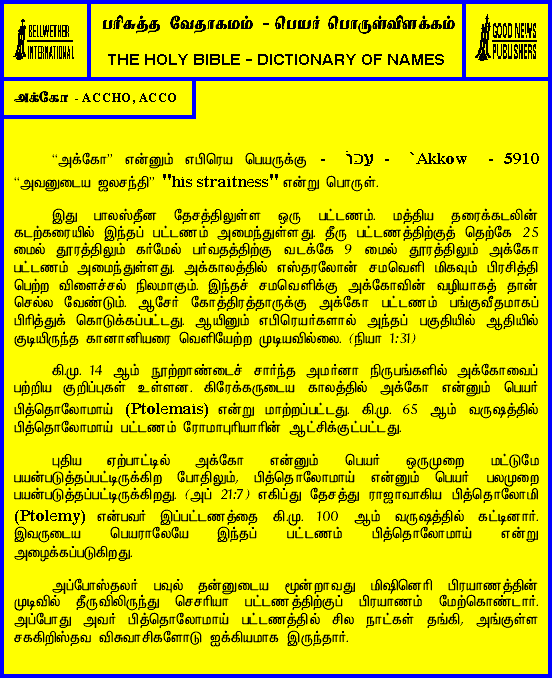 பரிசுத்த வேதாகமம் - பெயர் பொருள்விளக்கம்
BELLWETHER
INTERNATIONAL
THE HOLY BIBLE - DICTIONARY OF NAMES
GOOD NEWS
PUBLISHERS
அக்கோ - ACCHO, ACCO
“அக்கோ” என்னும் எபிரெய பெயருக்கு - עכּוֹ - `Akkow - 5910
“அவனுடைய ஜலசந்தி” "his straitness" என்று பொருள்.
இது பாலஸ்தீன தேசத்திலுள்ள ஒரு பட்டணம். மத்திய தரைக்கடலின்
கடற்கரையில் இந்தப் பட்டணம் அமைந்துள்ளது. தீரு பட்டணத்திற்குத் தெற்கே 25
மைல் தூரத்திலும் கர்மேல் பர்வதத்திற்கு வடக்கே 9 மைல் தூரத்திலும் அக்கோ
பட்டணம் அமைந்துள்ளது. அக்காலத்தில் எஸ்தரலோன் சமவெளி மிகவும் பிரசித்தி
பெற்ற விளைச்சல் நிலமாகும். இந்தச் சமவெளிக்கு அக்கோவின் வழியாகத் தான்
செல்ல வேண்டும். ஆசேர் கோத்திரத்தாருக்கு அக்கோ பட்டணம் பங்குவீதமாகப்
பிரித்துக் கொடுக்கப்பட்டது. ஆயினும் எபிரெயர்களால் அந்தப் பகுதியில் ஆதியில்
குடியிருந்த கானானியரை வெளியேற்ற முடியவில்லை. (நியா 1:31)
கி.மு. 14 ஆம் நூற்றாண்டைச் சார்ந்த அமர்னா நிருபங்களில் அக்கோவைப்
பற்றிய குறிப்புகள் உள்ளன. கிரேக்கருடைய காலத்தில் அக்கோ என்னும் பெயர்
பித்தொலோமாய் (Ptolemais) என்று மாற்றப்பட்டது. கி.மு. 65 ஆம் வருஷத்தில்
பித்தொலோமாய் பட்டணம் ரோமாபுரியாரின் ஆட்சிக்குட்பட்டது.
புதிய ஏற்பாட்டில் அக்கோ என்னும் பெயர் ஒருமுறை மட்டுமே
பயன்படுத்தப்பட்டிருக்கிற போதிலும், பித்தொலோமாய் என்னும் பெயர் பலமுறை
பயன்படுத்தப்பட்டிருக்கிறது. (அப் 21:7) எகிப்து தேசத்து ராஜாவாகிய பித்தொலோமி
(Ptolemy) என்பவர் இப்பட்டணத்தை கி.மு. 100 ஆம் வருஷத்தில் கட்டினார்.
இவருடைய பெயராலேயே இந்தப் பட்டணம் பித்தொலோமாய் என்று
அழைக்கப்படுகிறது.
அப்போஸ்தலர் பவுல் தன்னுடைய மூன்றாவது மிஷினெரி பிரயாணத்தின்
முடிவில் தீருவிலிருந்து செசரியா பட்டணத்திற்குப் பிரயாணம் மேற்கொண்டார்.
அப்போது அவர் பித்தொலோமாய் பட்டணத்தில் சில நாட்கள் தங்கி, அங்குள்ள
சககிறிஸ்தவ விசுவாசிகளோடு ஐக்கியமாக இருந்தார்.